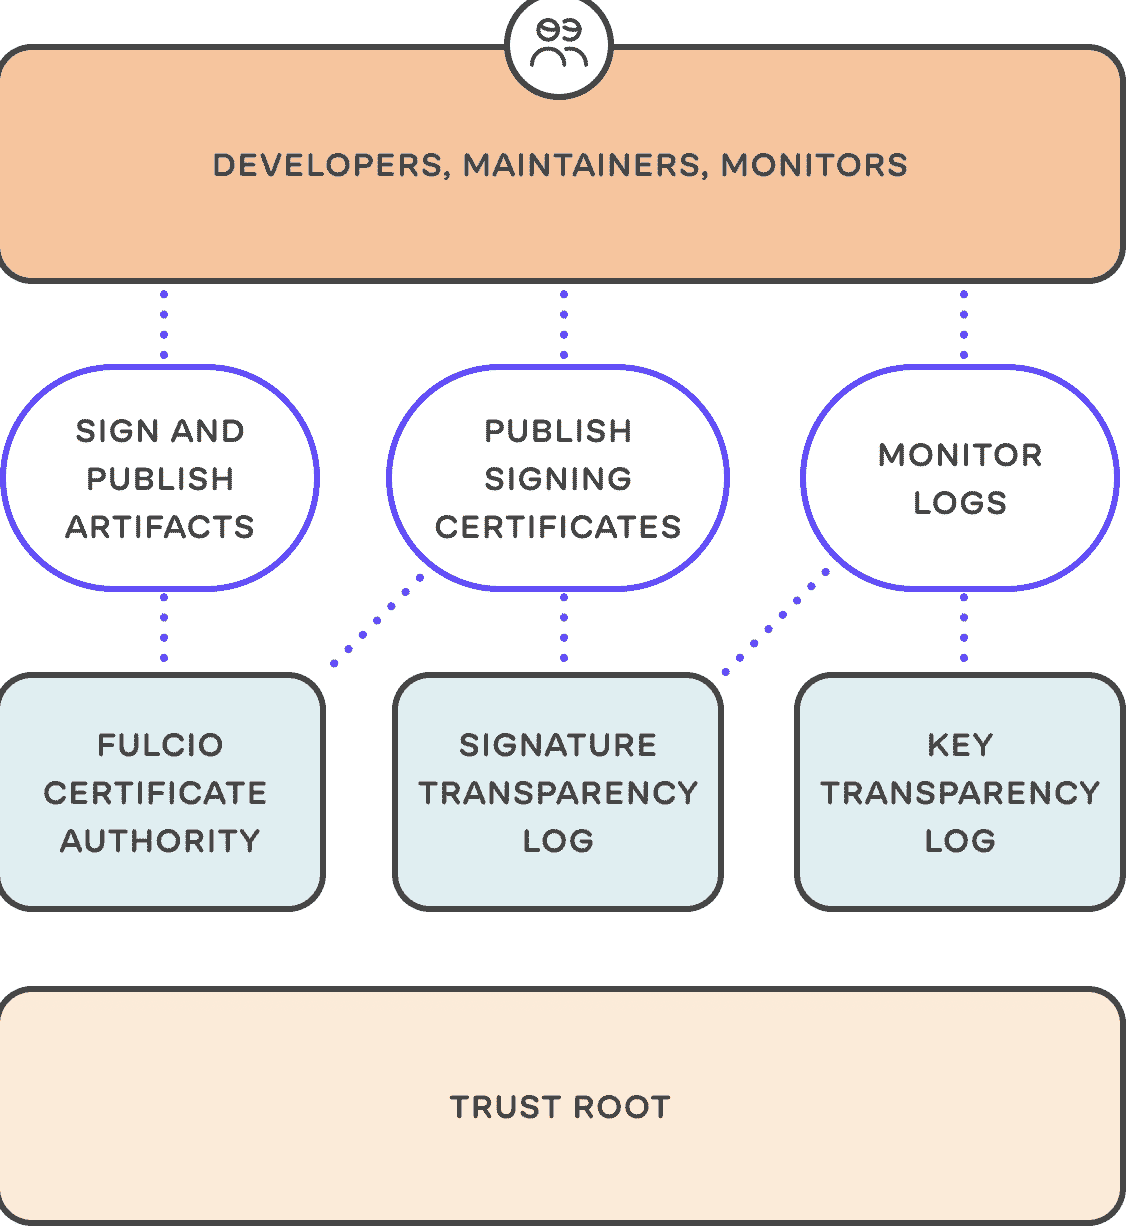 DEVELOPERS, MAINTAINERS, MONITORS
SIGN AND
PUBLISH
ARTIFACTS
PUBLISH
SIGNING
CERTIFICATES
MONITOR
LOGS
FULCIO
CERTIFICATE
AUTHORITY
SIGNATURE
TRANSPARENCY
LOG
KEY
TRANSPARENCY
LOG
TRUST ROOT